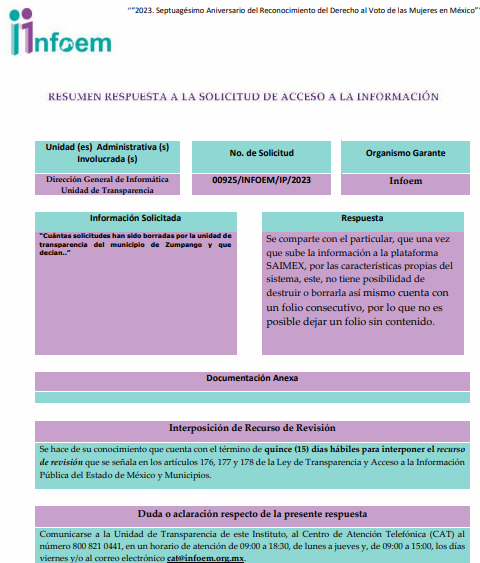 ""2023. Septuagésimo Aniversario del Reconocimiento del Derecho al Voto de las Mujeres en México""
infoem
RESUMEN RESPUESTA A LA SOLICITUD DE ACCESO A LA INFORMACIÓN
Unidad (es) Administrativa (s)
Involucrada (s)
No. de Solicitud
Organismo Garante
Dirección General de Informática
Unidad de Transparencia
00925/INFOEM/IP/2023
Infoem
Información Solicitada
"Cuántas solicitudes han sido borradas por la unidad de
transparencia del municipio de Zumpango y que
decian.."
Respuesta
Se comparte con el particular, que una vez
que sube la información a la plataforma
SAIMEX, por las características propias del
sistema, este, no tiene posibilidad de
destruir o borrarla así mismo cuenta con
un folio consecutivo, por lo que no es
posible dejar un folio sin contenido.
Documentación Anexa
Interposición de Recurso de Revisión
Se hace de su conocimiento que cuenta con el término de quince (15) días hábiles para interponer el recurso
de revisión que se señala en los artículos 176, 177 y 178 de la Ley de Transparencia y Acceso a la Información
Pública del Estado de México y Municipios.
Duda o aclaración respecto de la presente respuesta
Comunicarse a la Unidad de Transparencia de este Instituto, al Centro de Atención Telefónica (CAT) al
número 800 821 0441, en un horario de atención de 09:00 a 18:30, de lunes a jueves y, de 09:00 a 15:00, los días
viernes y/o al correo electrónico cat@infoem.org.mx.